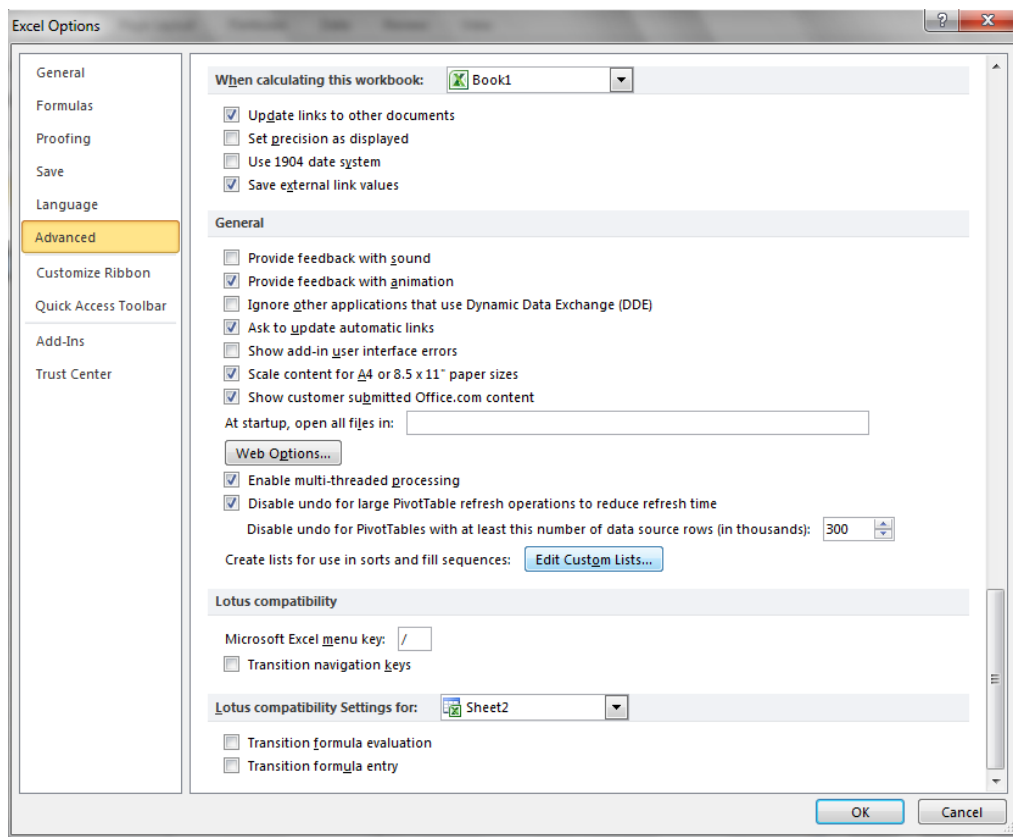 Excel Options
General
Formulas
Proofing
Save
Language
Advanced
Customize Ribbon
Quick Access Toolbar
Add-Ins
Trust Center
When calculating this workbook: Book1
Update links to other documents
Set precision as displayed
Use 1904 date system
Save external link values
General
Provide feedback with sound
Provide feedback with animation
Ignore other applications that use Dynamic Data Exchange (DDE)
Ask to update automatic links
Show add-in user interface errors
Scale content for A4 or 8.5 x 11" paper sizes
Show customer submitted Office.com content
At startup, open all files in:
Web Options...
Enable multi-threaded processing
Disable undo for large PivotTable refresh operations to reduce refresh time
Disable undo for PivotTables with at least this number of data source rows (in thousands): 300
Create lists for use in sorts and fill sequences: Edit Custom Lists...
Lotus compatibility
Microsoft Excel menu key: /
Transition navigation keys
Lotus compatibility Settings for: Sheet2
Transition formula evaluation
Transition formula entry
OK Cancel